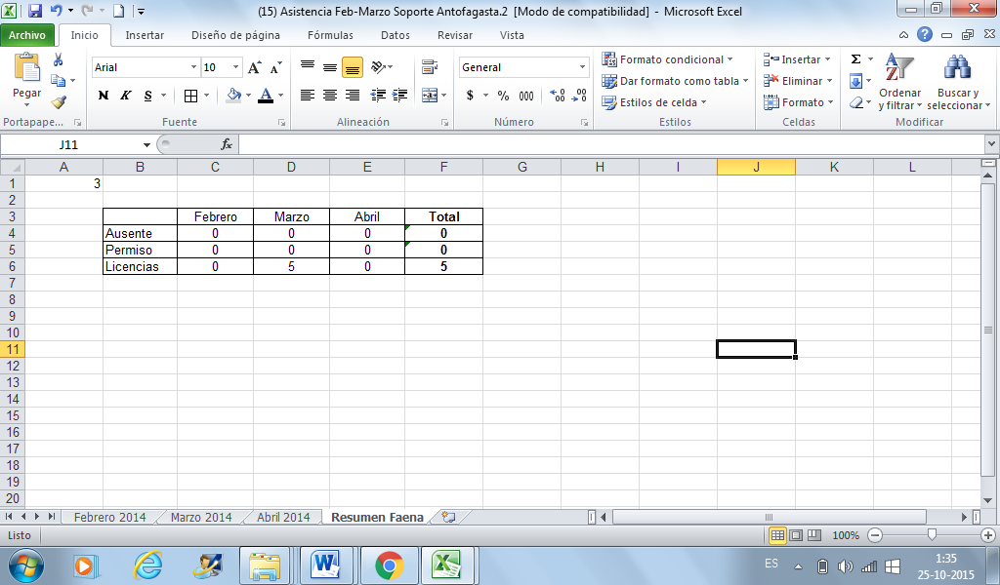 (15) Asistencia Feb-Marzo Soporte Antofagasta.2 [Modo de compatibilidad] - Microsoft Excel
Archivo Inicio Insertar Diseño de página Fórmulas Datos Revisar Vista
Pegar
Arial 10
N K S
General
$ % 000
Formato condicional
Dar formato como tabla
Estilos de celda
Insertar
Eliminar
Formato
Σ
Ordenar y filtrar
Buscar y seleccionar
Portapape... Fuente Alineación Número Estilos Celdas Modificar
J11 fx
A B C D E F G H I J K L
1 3
2
3 Febrero Marzo Abril Total
4 Ausente 0 0 0 0
5 Permiso 0 0 0 0
6 Licencias 0 5 0 5
7
8
9
10
11
12
13
14
15
16
17
18
19
20
Febrero 2014 Marzo 2014 Abril 2014 Resumen Faena
Listo 100%
ES 1:35
25-10-2015